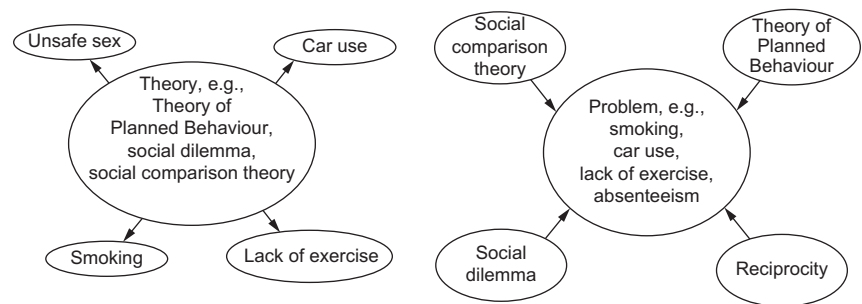 Unsafe sex
Car use
Theory, e.g.,
Theory of
Planned Behaviour,
social dilemma,
social comparison theory
Smoking
Lack of exercise
Social
comparison
theory
Theory of
Planned
Behaviour
Problem, e.g.,
smoking,
car use,
lack of exercise,
absenteeism
Social
dilemma
Reciprocity